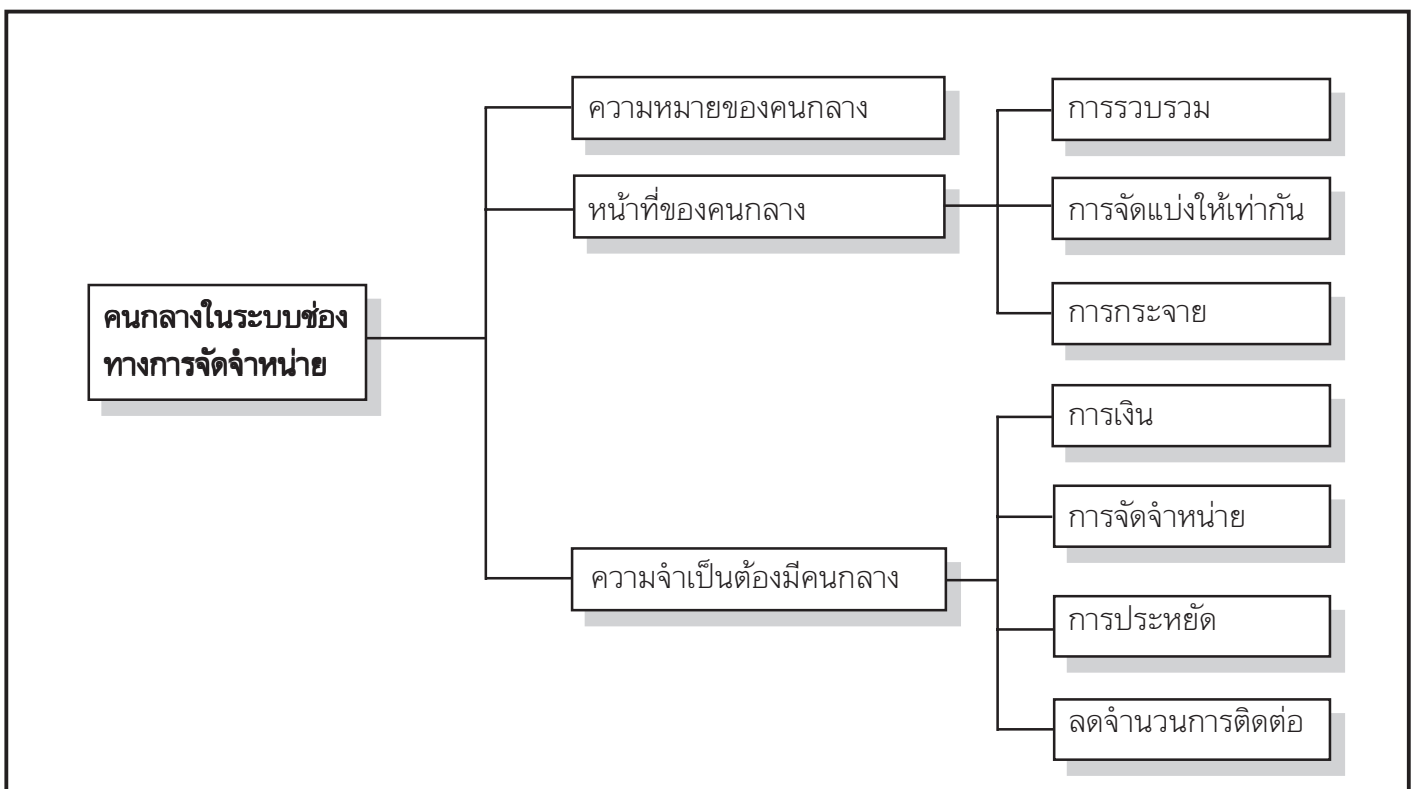 คนกลางในระบบช่อง
ทางการจัดจำหน่าย
ความหมายของคนกลาง
หน้าที่ของคนกลาง
การรวบรวม
การจัดแบ่งให้เท่ากัน
การกระจาย
ความจำเป็นต้องมีคนกลาง
การเงิน
การจัดจำหน่าย
การประหยัด
ลดจำนวนการติดต่อ